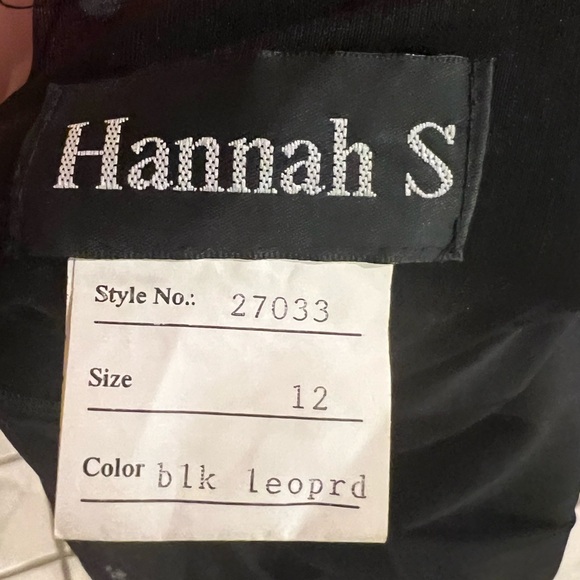 Hannah S
Style No.: 27033
Size 12
Color blk leoprd